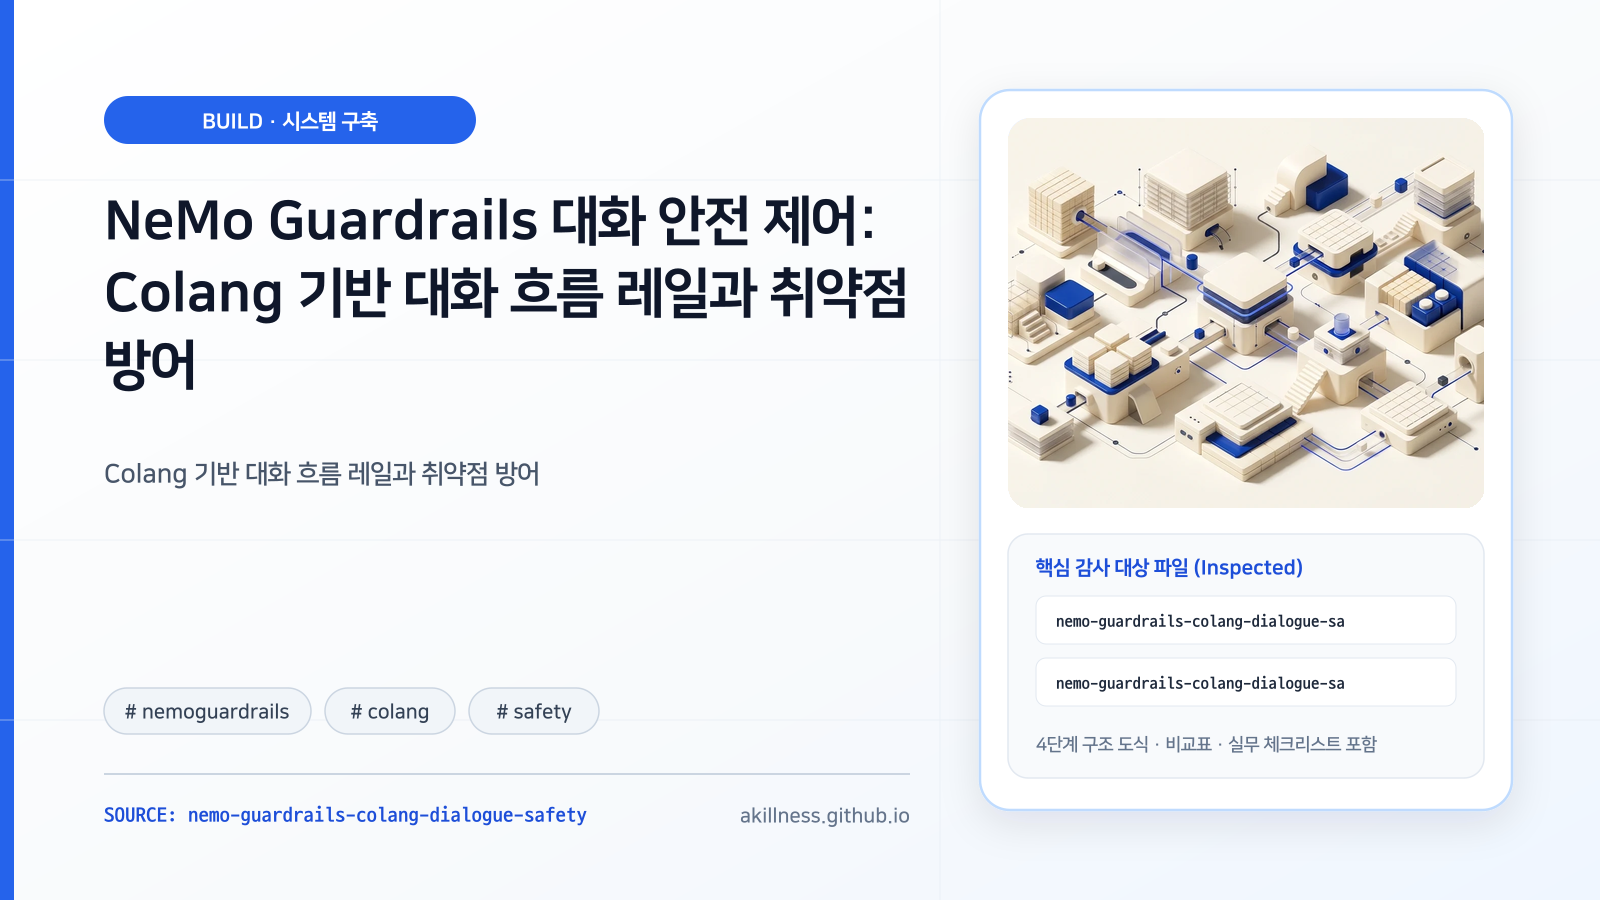 BUILD · 시스템 구축
NeMo Guardrails 대화 안전 제어:
Colang 기반 대화 흐름 레일과 취약점
방어
Colang 기반 대화 흐름 레일과 취약점 방어
# nemoguardrails
# colang
# safety
SOURCE: nemo-guardrails-colang-dialogue-safety
akillness.github.io
핵심 감사 대상 파일 (Inspected)
nemo-guardrails-colang-dialogue-sa
nemo-guardrails-colang-dialogue-sa
4단계 구조 도식 · 비교표 · 실무 체크리스트 포함